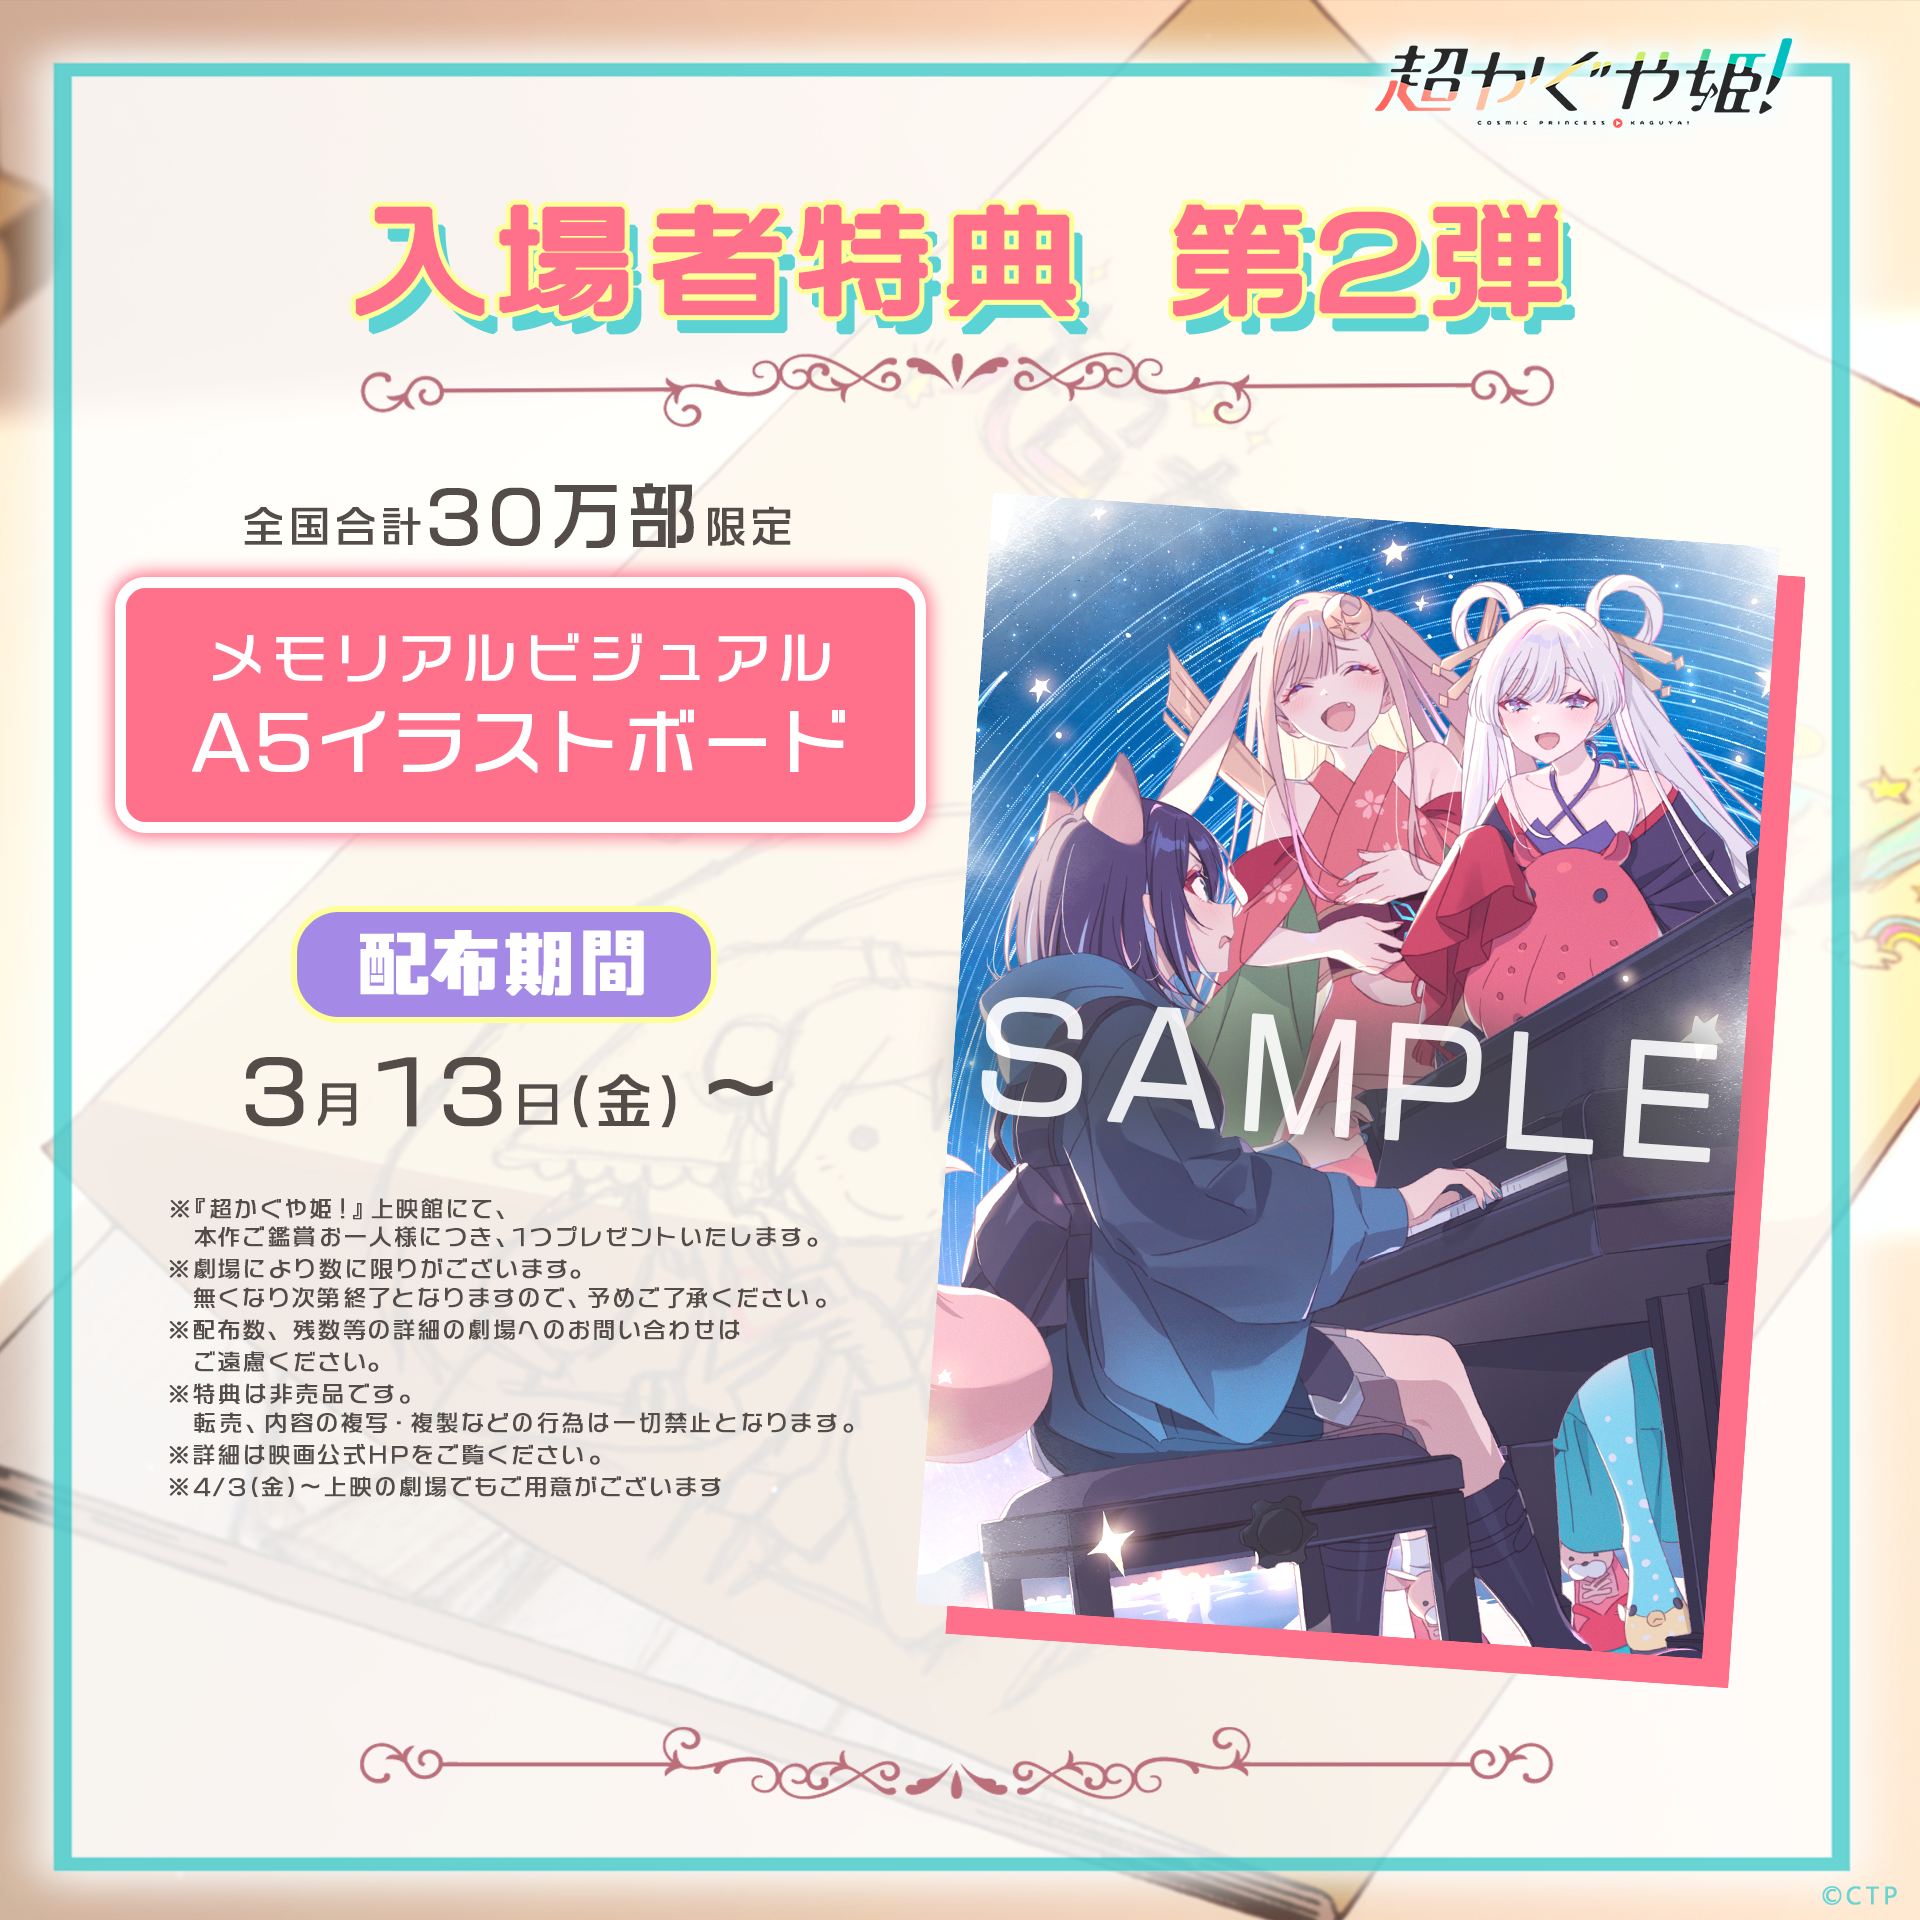 超かぐや姫!
COSMIC PRINCESS KAGUYA!
入場者特典 第2弾
全国合計30万部限定
メモリアルビジュアル
A5イラストボード
配布期間
3月13日(金)~
SAMPLE
※『超かぐや姫!』上映館にて、
本作ご鑑賞お一人様につき、1つプレゼントいたします。
※劇場により数に限りがございます。
無くなり次第終了となりますので、予めご了承ください。
※配布数、残数等の詳細の劇場へのお問い合わせは
ご遠慮ください。
※特典は非売品です。
転売、内容の複写・複製などの行為は一切禁止となります。
※詳細は映画公式HPをご覧ください。
※4/3(金)~上映の劇場でもご用意がございます
©CTP